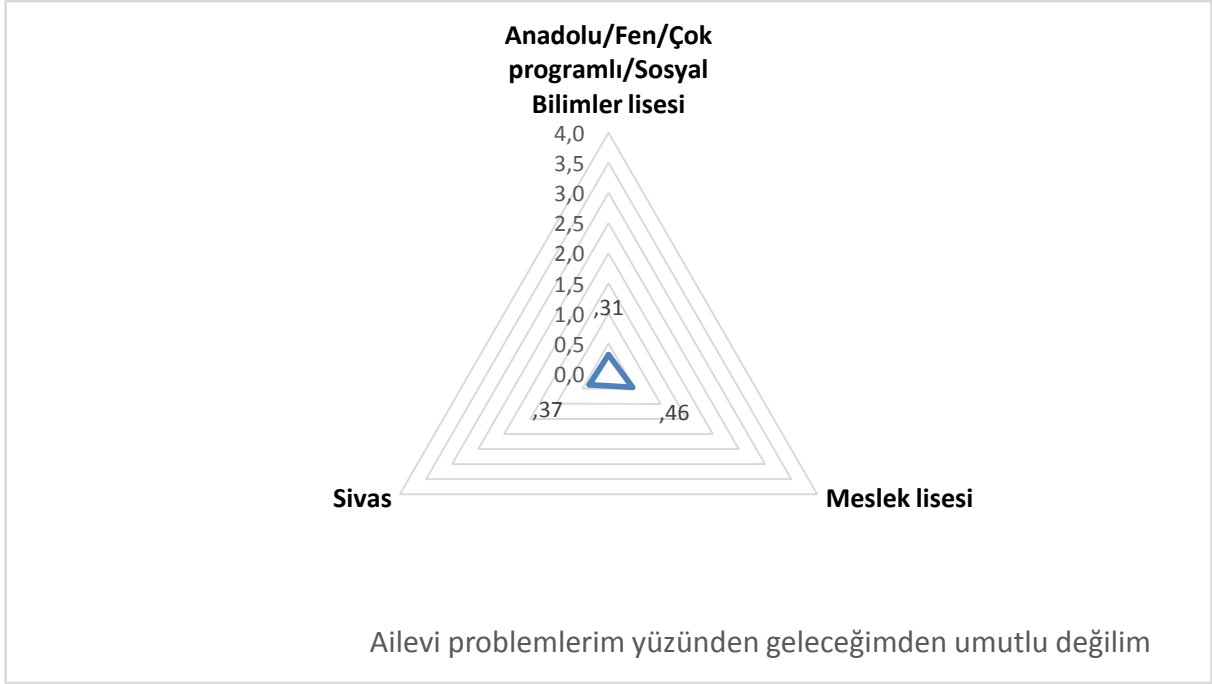 Anadolu/Fen/Çok
programlı/Sosyal
Bilimler lisesi
4,0
3,5
3,0
2,5
2,0
1,5
1,0
,31
0,5
0,0
,37
,46
Sivas
Meslek lisesi
Ailevi problemlerim yüzünden geleceğimden umutlu değilim